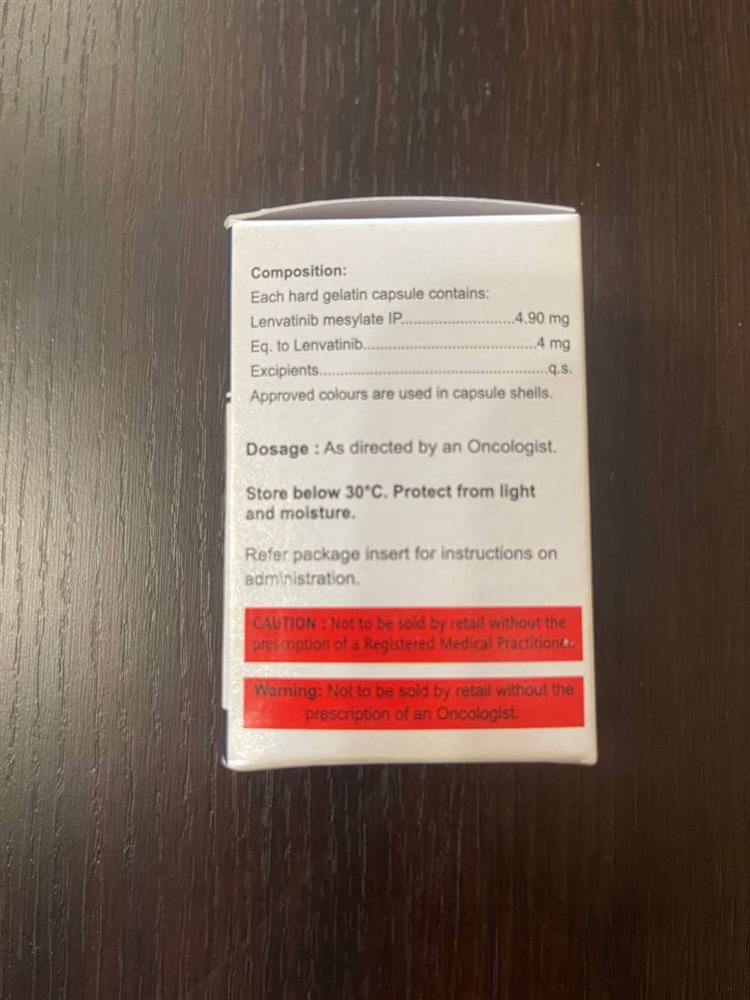 Composition:
Each hard gelatin capsule contains:
Lenvatinib mesylate IP............................4.90 mg
Eq. to Lenvatinib...........................................4 mg
Excipients........................................................q.s.
Approved colours are used in capsule shells.
Dosage : As directed by an Oncologist.
Store below 30°C. Protect from light
and moisture.
Refer package insert for instructions on
administration.
CAUTION : Not to be sold by retail without the
prescription of a Registered Medical Practitioner.
Warning: Not to be sold by retail without the
prescription of an Oncologist.